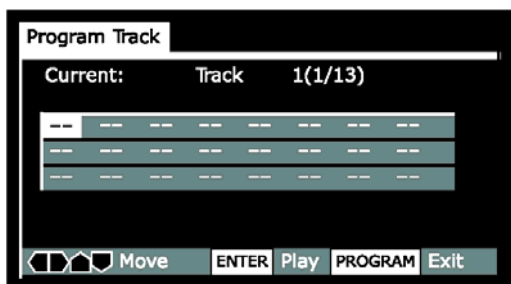 Program Track
Current: Track 1(1/13)
-- -- -- -- -- -- -- --
-- -- -- -- -- -- -- --
-- -- -- -- -- -- -- --
Move ENTER Play PROGRAM Exit